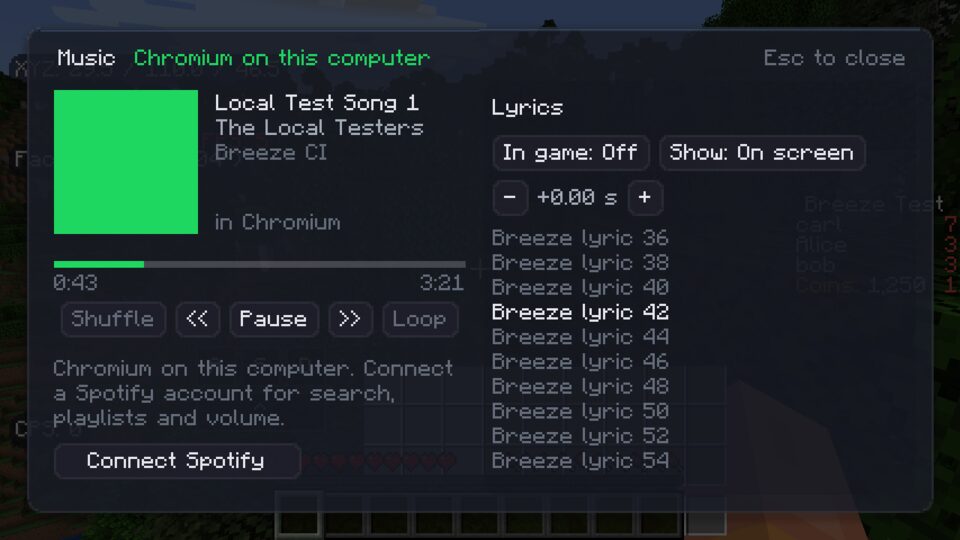 Music Chromium on this computer
Esc to close
Local Test Song 1
The Local Testers
Breeze CI
in Chromium
0:43
3:21
Shuffle
<<
Pause
>>
Loop
Chromium on this computer. Connect
a Spotify account for search,
playlists and volume.
Connect Spotify
Lyrics
In game: Off
Show: On screen
-
+0.00 s
+
Breeze lyric 36
Breeze lyric 38
Breeze lyric 40
Breeze lyric 42
Breeze lyric 44
Breeze lyric 46
Breeze lyric 48
Breeze lyric 50
Breeze lyric 52
Breeze lyric 54
Breeze Test
carl 7
Alice 3
bob 3
Coins: 1,250 1